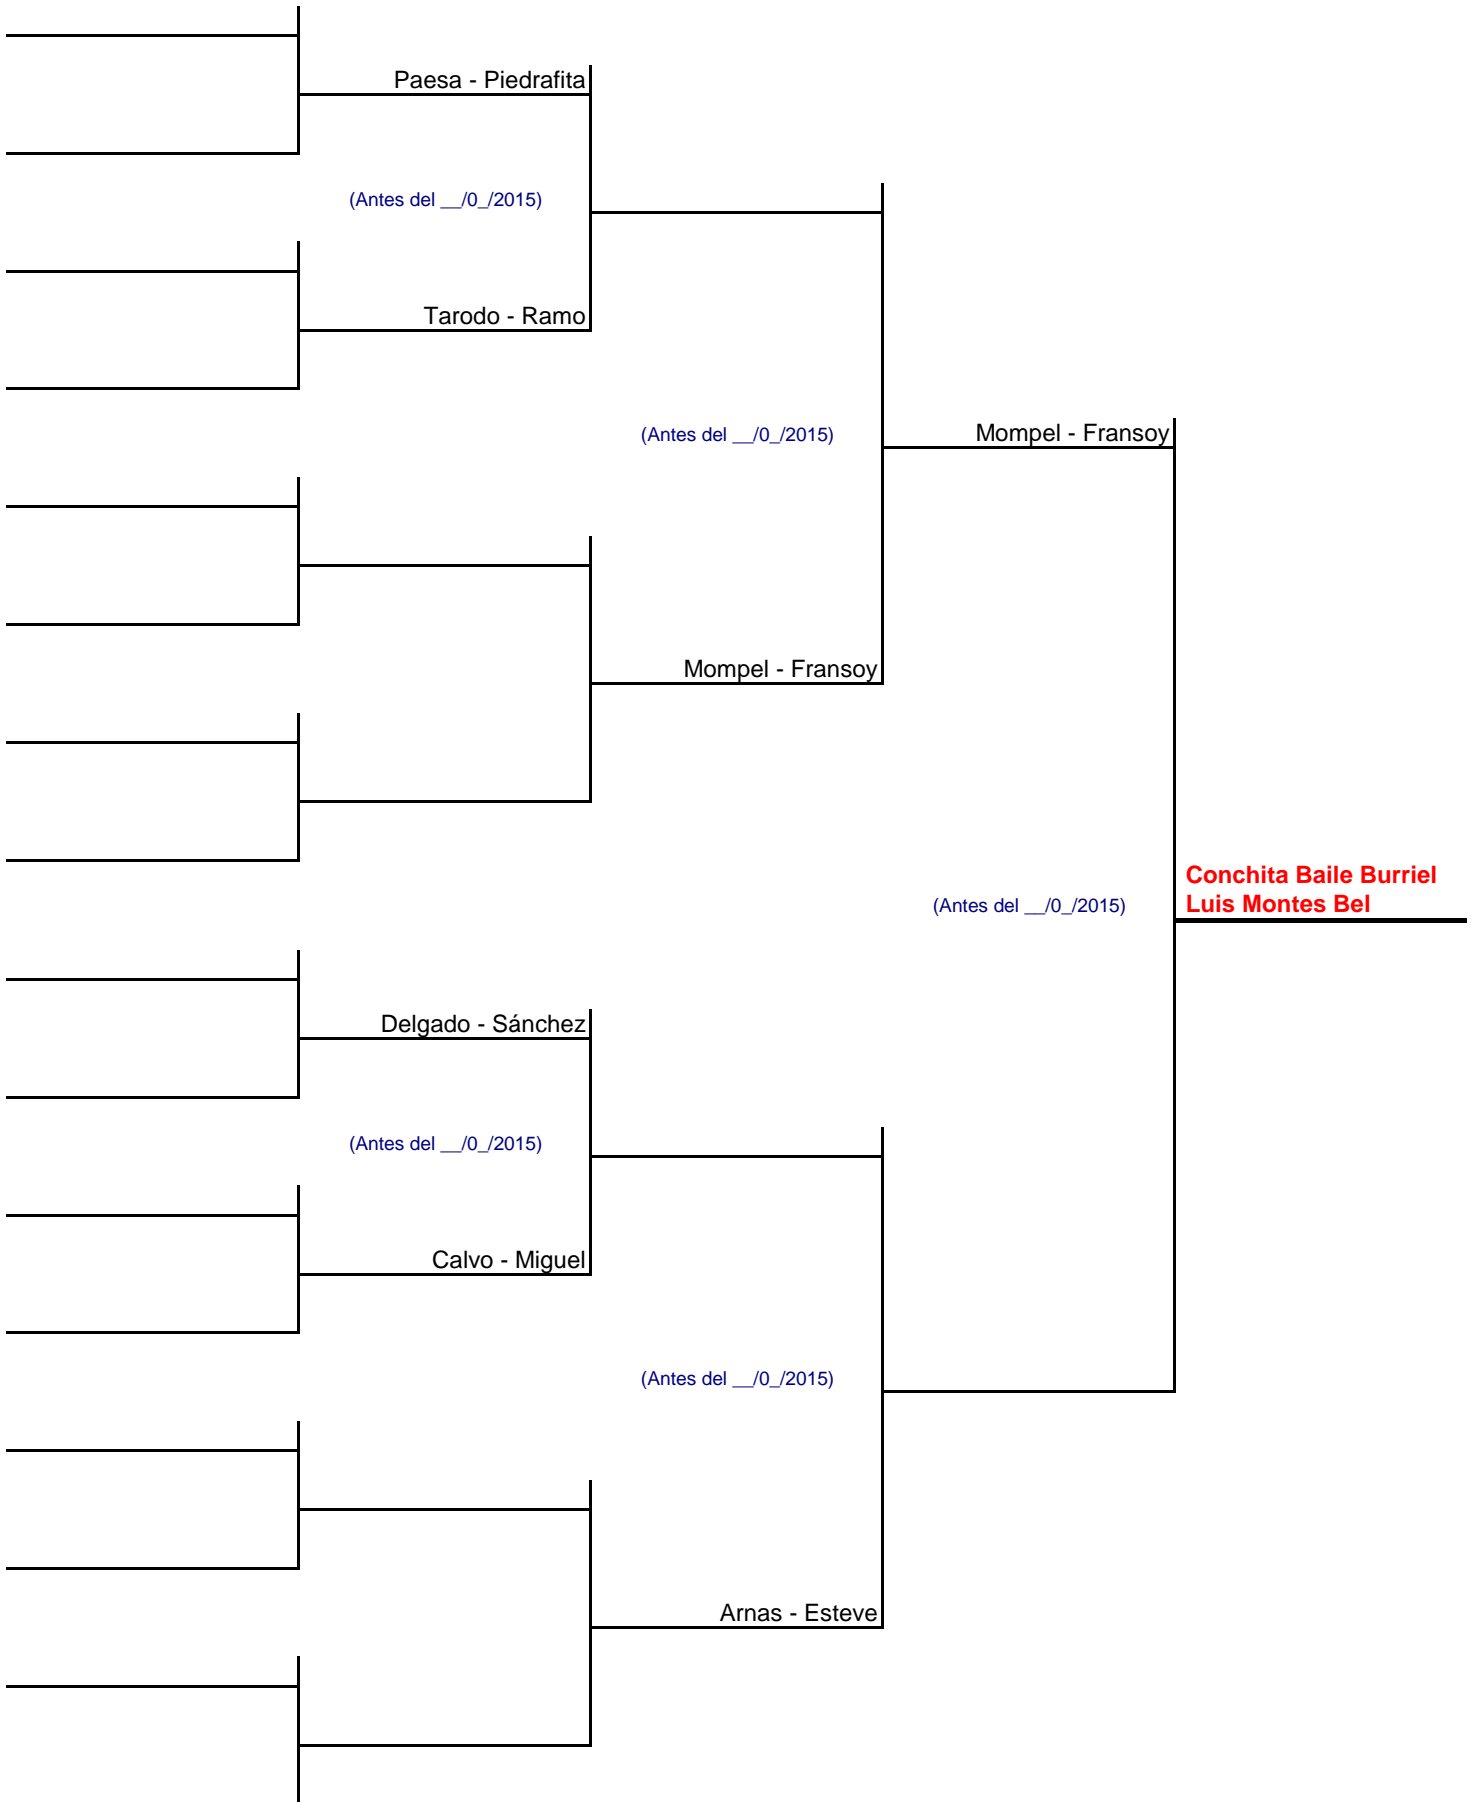 Paesa - Piedrafita
(Antes del __/0_/2015)
Tarodo - Ramo
(Antes del __/0_/2015)
Mompel - Fransoy
Mompel - Fransoy
Conchita Baile Burriel
Luis Montes Bel
(Antes del __/0_/2015)
Delgado - Sánchez
(Antes del __/0_/2015)
Calvo - Miguel
(Antes del __/0_/2015)
Arnas - Esteve